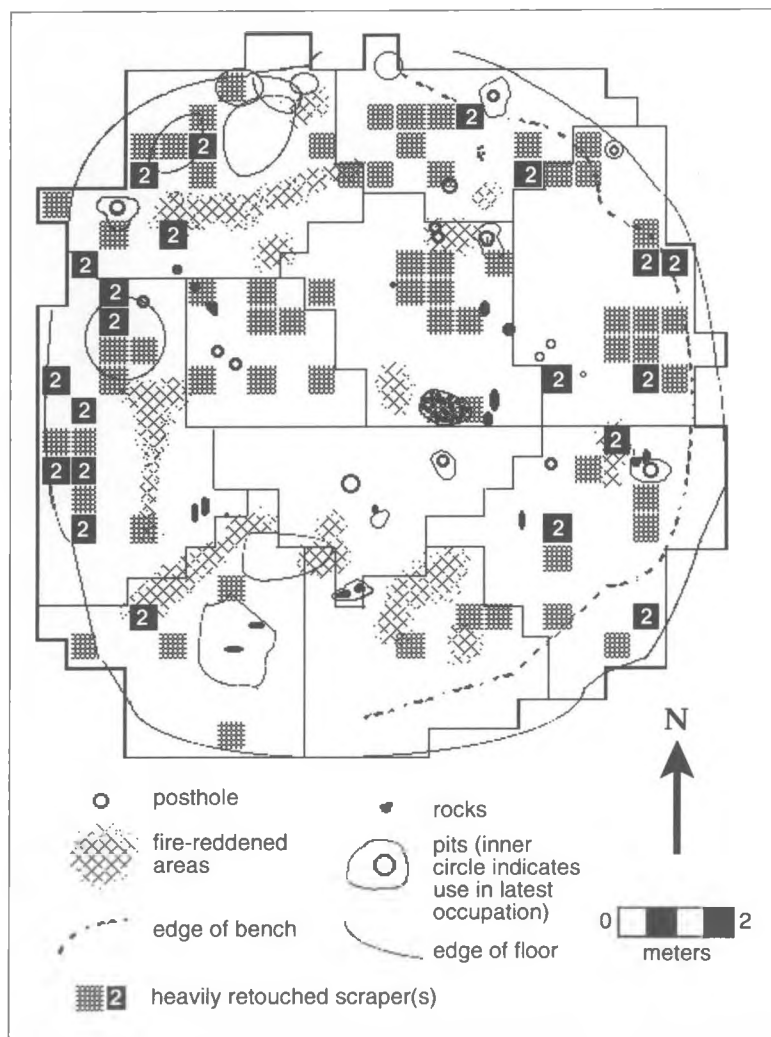 2
2
2 2
2
2 2 2
2
2
2 2 2
2
2
2 2
2 2
2 2
N
posthole
fire-reddened
areas
edge of bench
2 heavily retouched scraper(s)
rocks
pits (inner
circle indicates
use in latest
occupation)
edge of floor
0 2
meters